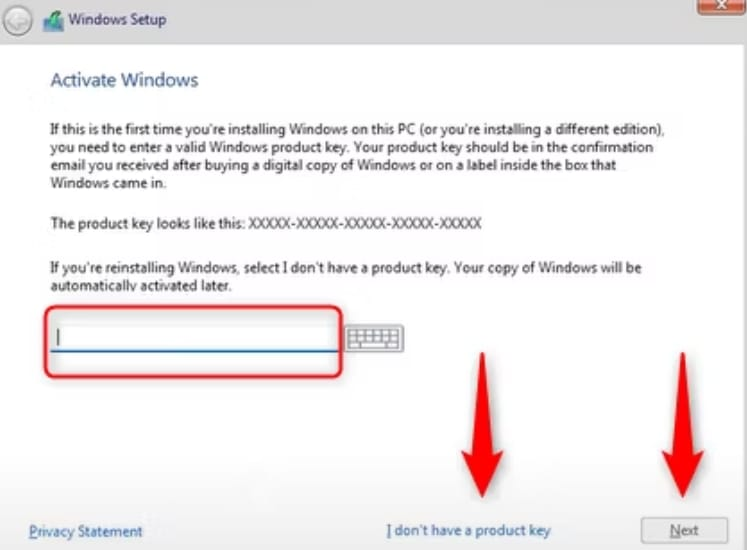 Windows Setup
Activate Windows
If this is the first time you're installing Windows on this PC (or you're installing a different edition),
you need to enter a valid Windows product key. Your product key should be in the confirmation
email you received after buying a digital copy of Windows or on a label inside the box that
Windows came in.
The product key looks like this: XXXXX-XXXXX-XXXXX-XXXXX-XXXXX
If you're reinstalling Windows, select I don't have a product key. Your copy of Windows will be
automatically activated later.
Privacy Statement
I don't have a product key
Next